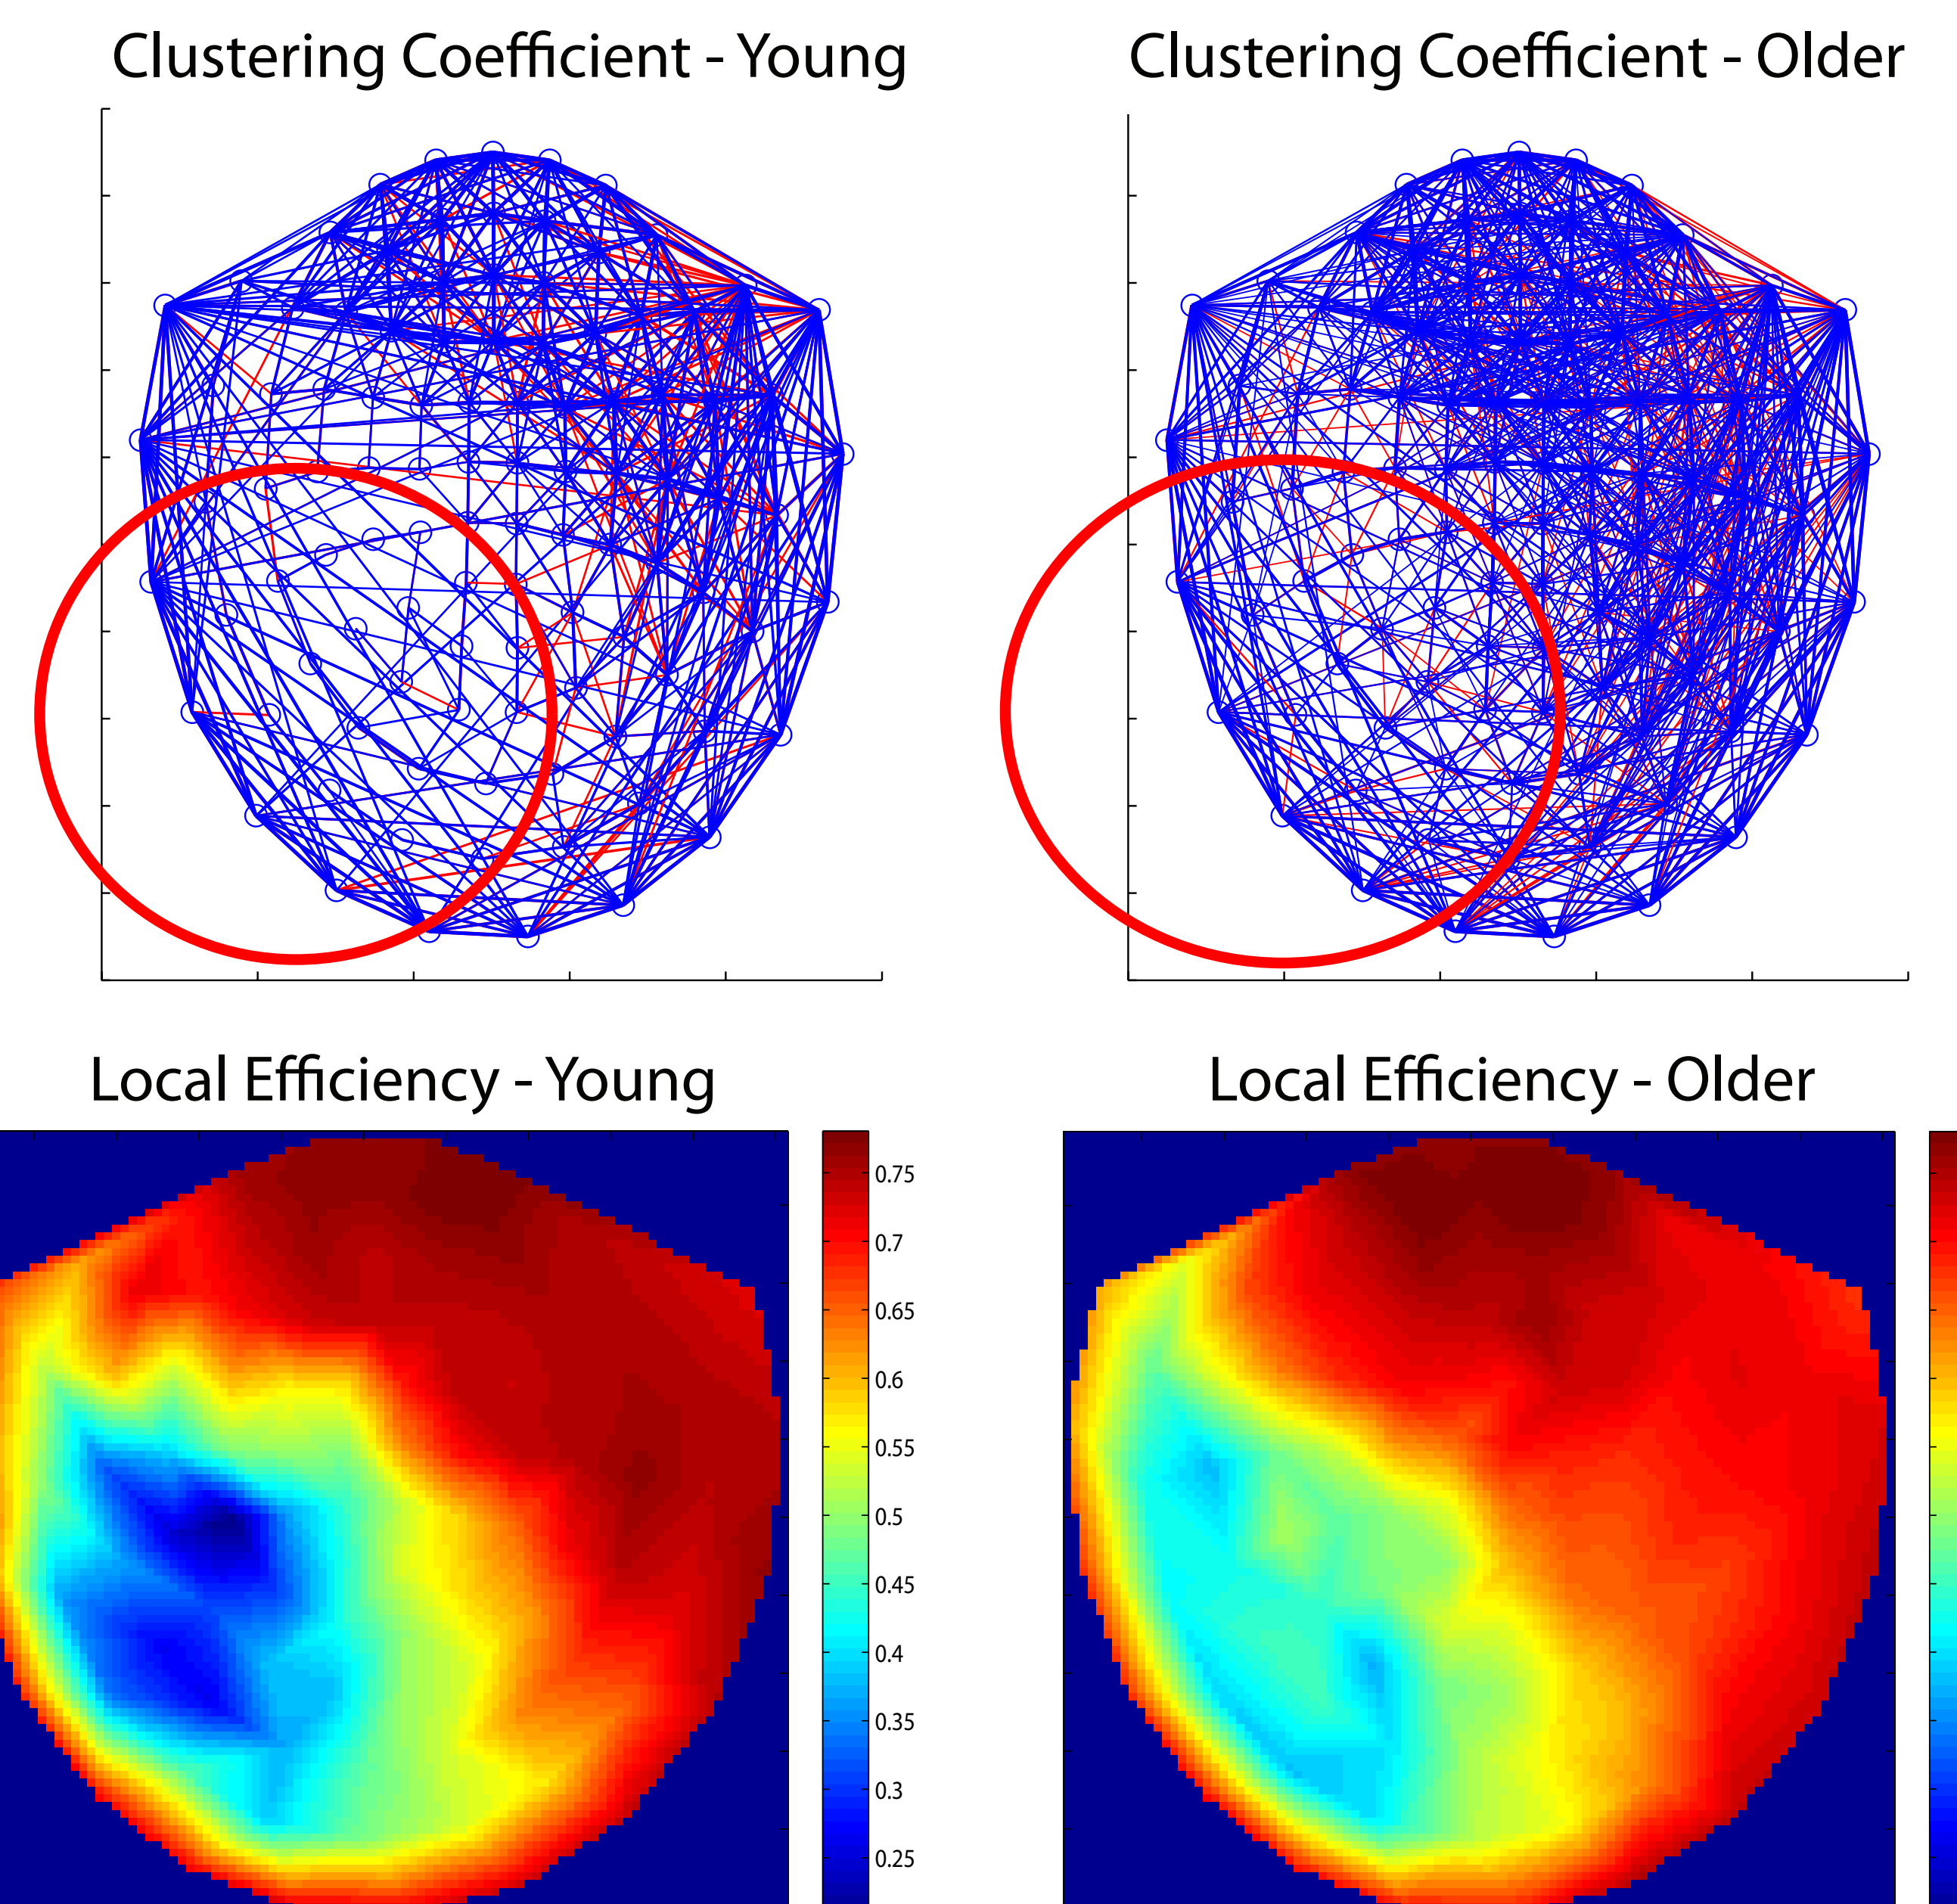 Clustering Coefficient - Young
Clustering Coefficient - Older
Local Efficiency - Young
Local Efficiency - Older
0.75
0.7
0.65
0.6
0.55
0.5
0.45
0.4
0.35
0.3
0.25